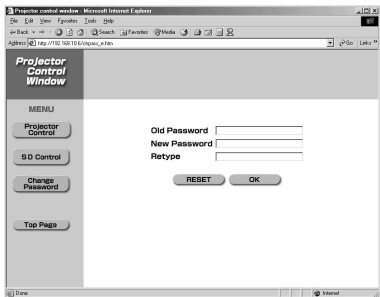 Projector control window - Microsoft Internet Explorer
File Edit View Favorites Tools Help
Back Search Favorites Media
Address http://192.168.10.6/chpass_e.htm Go Links »
Projector
Control
Window
MENU
Projector
Control
SD Control
Change
Password
Top Page
Old Password
New Password
Retype
RESET OK
Done Internet